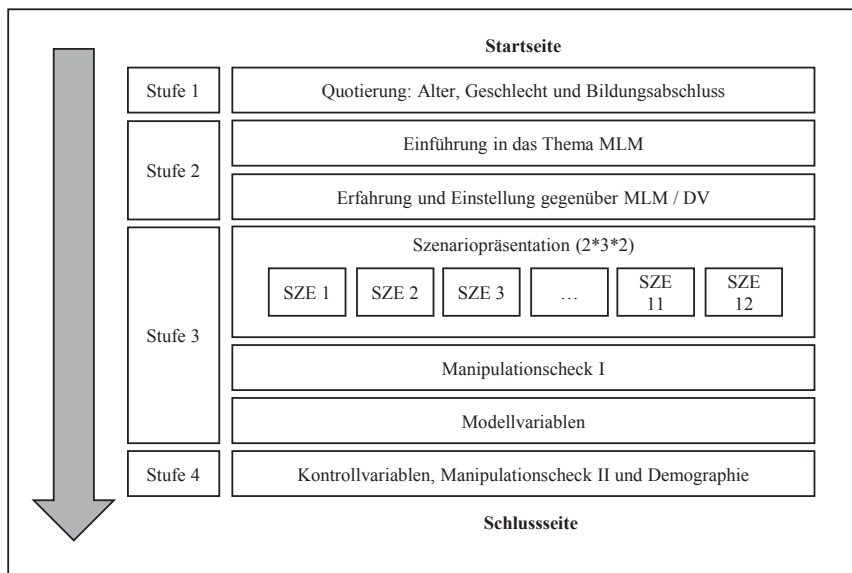 Startseite
Stufe 1
Quotierung: Alter, Geschlecht und Bildungsabschluss
Stufe 2
Einführung in das Thema MLM
Erfahrung und Einstellung gegenüber MLM / DV
Stufe 3
Szenariopräsentation (2*3*2)
SZE 1
SZE 2
SZE 3
…
SZE
11
SZE
12
Manipulationscheck I
Modellvariablen
Stufe 4
Kontrollvariablen, Manipulationscheck II und Demographie
Schlussseite